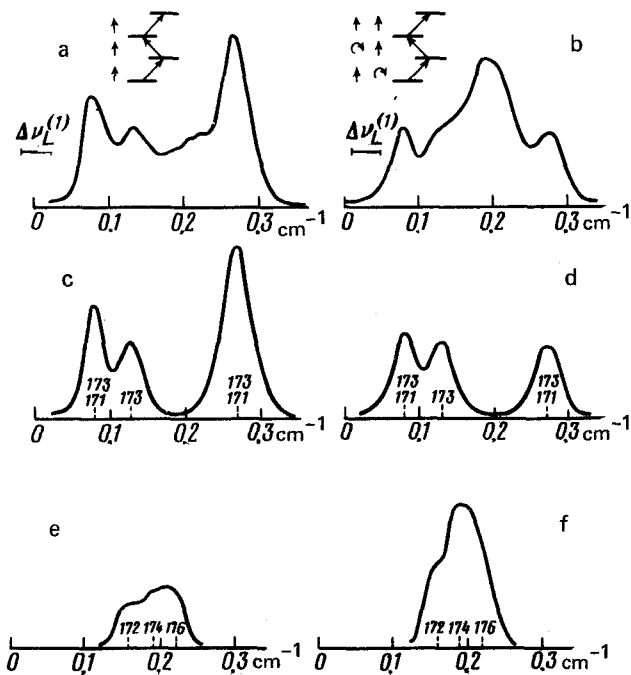 a
b
Δν_L^(1)
Δν_L^(1)
0 0,1 0,2 0,3 cm⁻¹
0 0,1 0,2 0,3 cm⁻¹
c
d
173
171
173
173
171
173
171
173
173
171
0 0,1 0,2 0,3 cm⁻¹
0 0,1 0,2 0,3 cm⁻¹
e
f
172 174 176
172 174 176
0 0,1 0,2 0,3 cm⁻¹
0 0,1 0,2 0,3 cm⁻¹